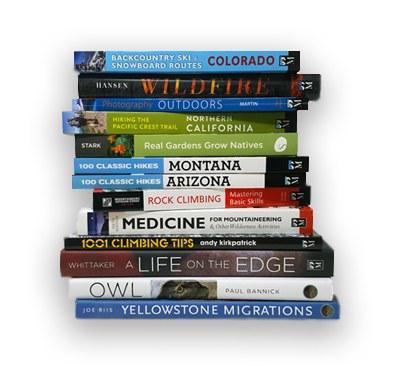 BACKCOUNTRY SKI &
SNOWBOARD ROUTES COLORADO
HANSEN WILDFIRE
Photography OUTDOORS MARTIN
HIKING THE
PACIFIC CREST TRAIL NORTHERN
CALIFORNIA
STARK Real Gardens Grow Natives
100 CLASSIC HIKES MONTANA
100 CLASSIC HIKES ARIZONA
ROCK CLIMBING Mastering
Basic Skills
MEDICINE FOR MOUNTAINEERING
& Other Wilderness Activities
1001 CLIMBING TIPS andy kirkpatrick
WHITTAKER A LIFE ON THE EDGE
OWL PAUL BANNICK
JOE RIIS YELLOWSTONE MIGRATIONS